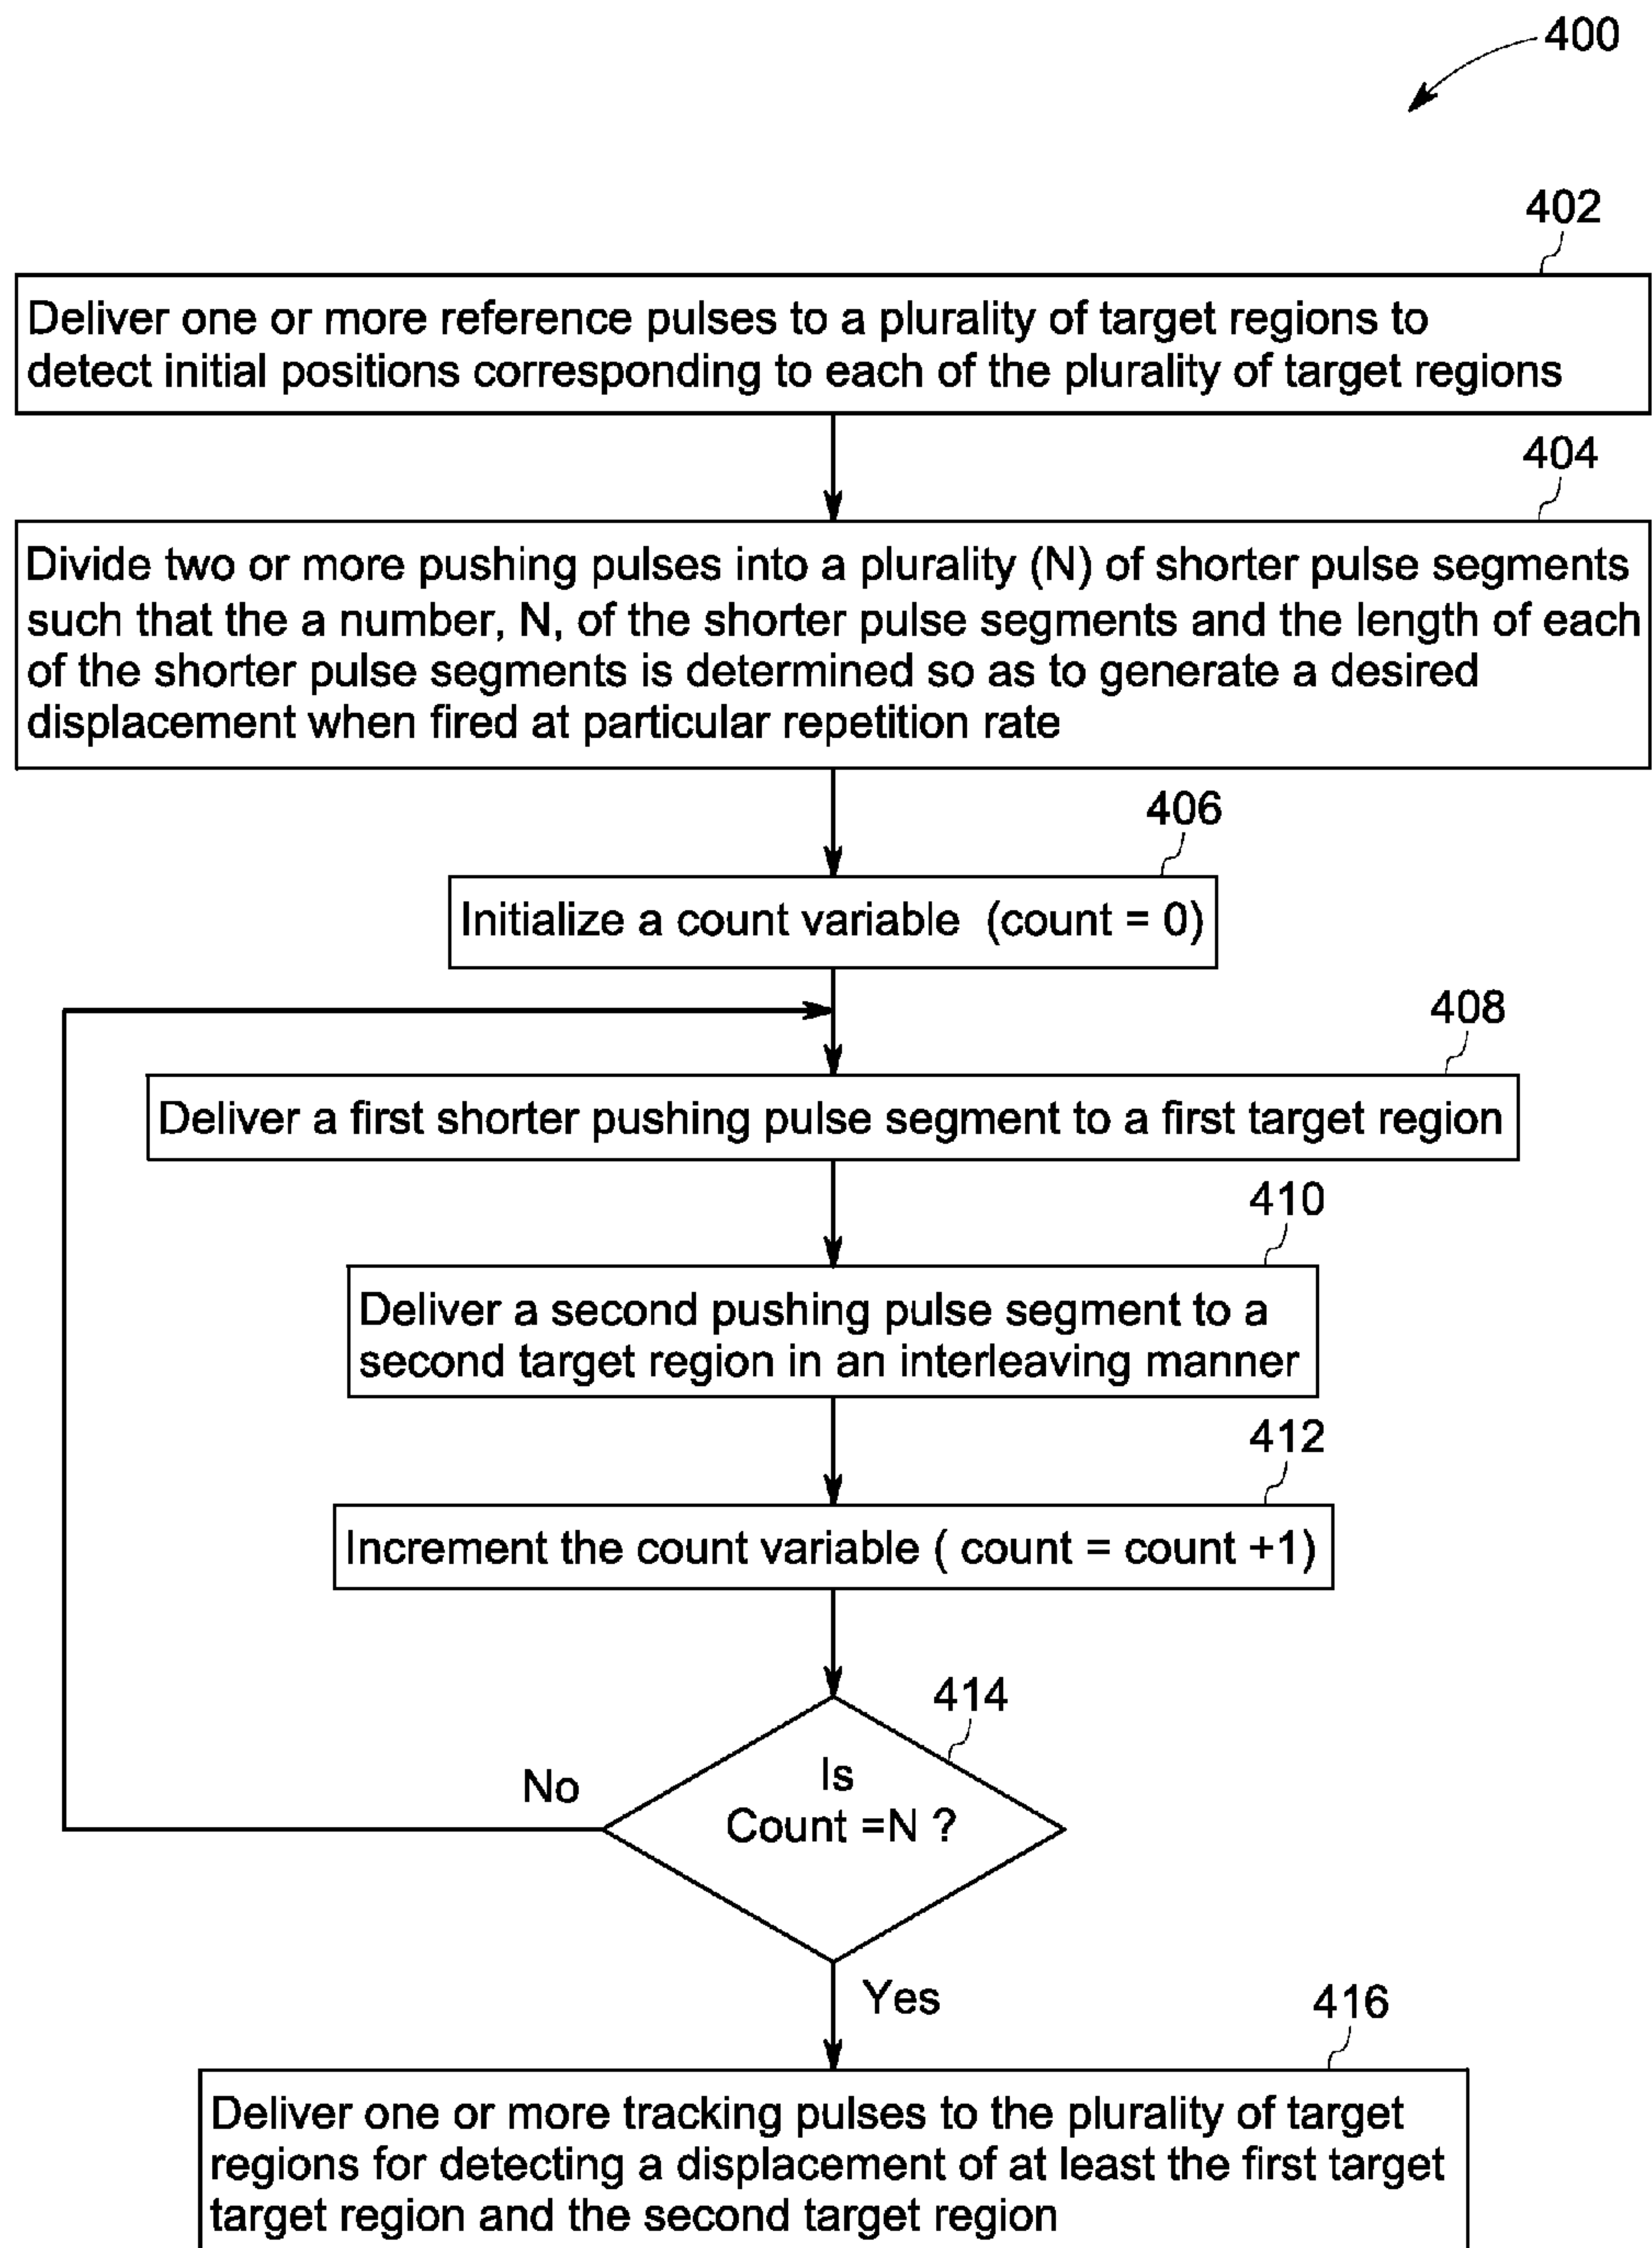 400
402
Deliver one or more reference pulses to a plurality of target regions to
detect initial positions corresponding to each of the plurality of target regions
404
Divide two or more pushing pulses into a plurality (N) of shorter pulse segments
such that the a number, N, of the shorter pulse segments and the length of each
of the shorter pulse segments is determined so as to generate a desired
displacement when fired at particular repetition rate
406
Initialize a count variable (count = 0)
408
Deliver a first shorter pushing pulse segment to a first target region
410
Deliver a second pushing pulse segment to a
second target region in an interleaving manner
412
Increment the count variable ( count = count +1)
414
Is
Count =N ?
No
Yes
416
Deliver one or more tracking pulses to the plurality of target
regions for detecting a displacement of at least the first target
target region and the second target region